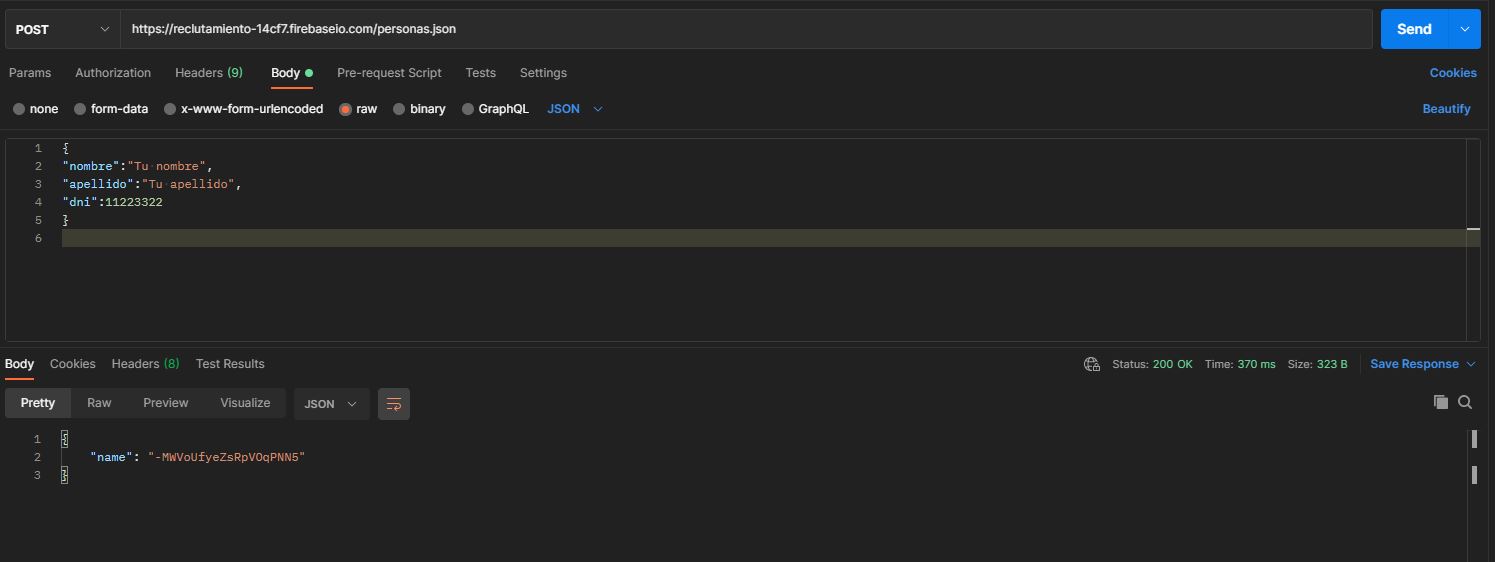 POST https://reclutamiento-14cf7.firebaseio.com/personas.json Send
Params Authorization Headers (9) Body Pre-request Script Tests Settings Cookies
none form-data x-www-form-urlencoded raw binary GraphQL JSON Beautify
1 {
2 "nombre":"Tu nombre",
3 "apellido":"Tu apellido",
4 "dni":11223322
5 }
6
Body Cookies Headers (8) Test Results Status: 200 OK Time: 370 ms Size: 323 B Save Response
Pretty Raw Preview Visualize JSON
1 {
2 "name": "-MWVoUfyeZsRpVOqPNN5"
3 }